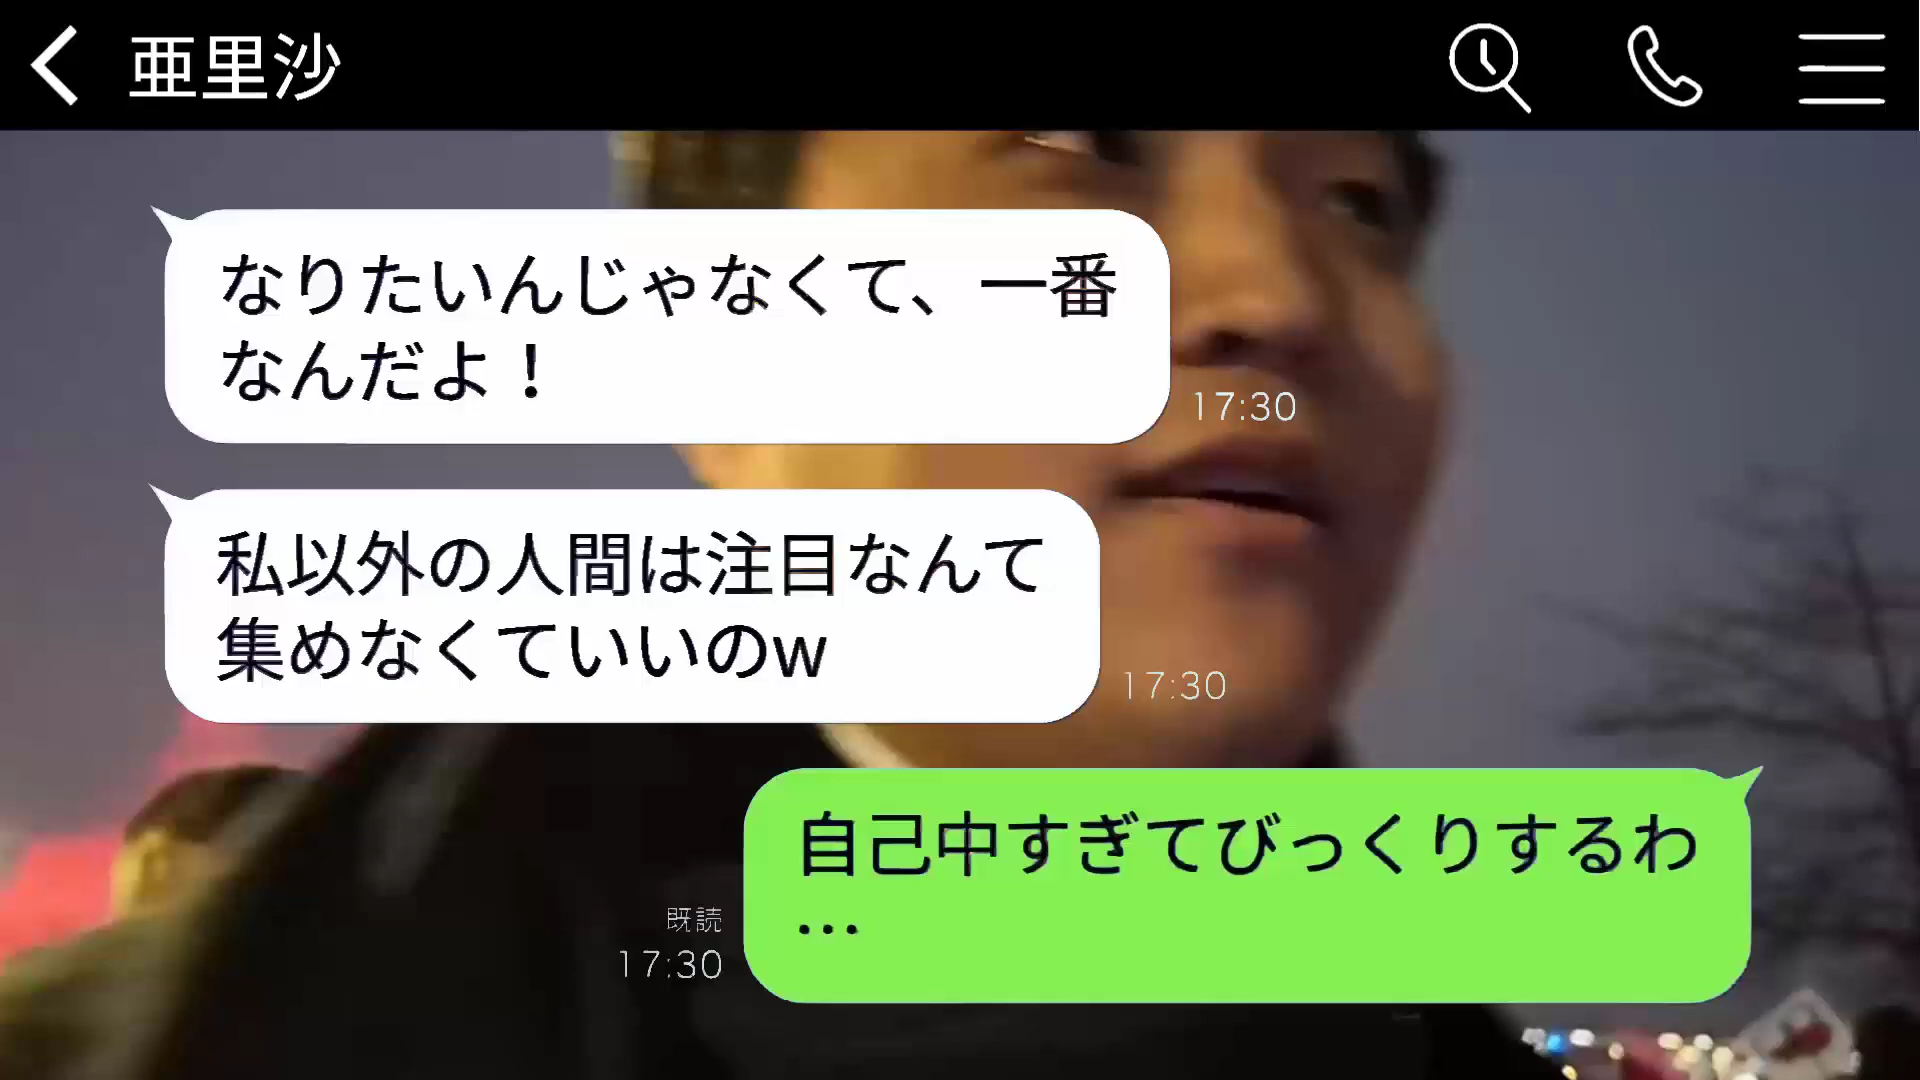 亜里沙
なりたいんじゃなくて、一番
なんだよ！
17:30
私以外の人間は注目なんて
集めなくていいのw
17:30
自己中すぎてびっくりするわ
…
既読
17:30